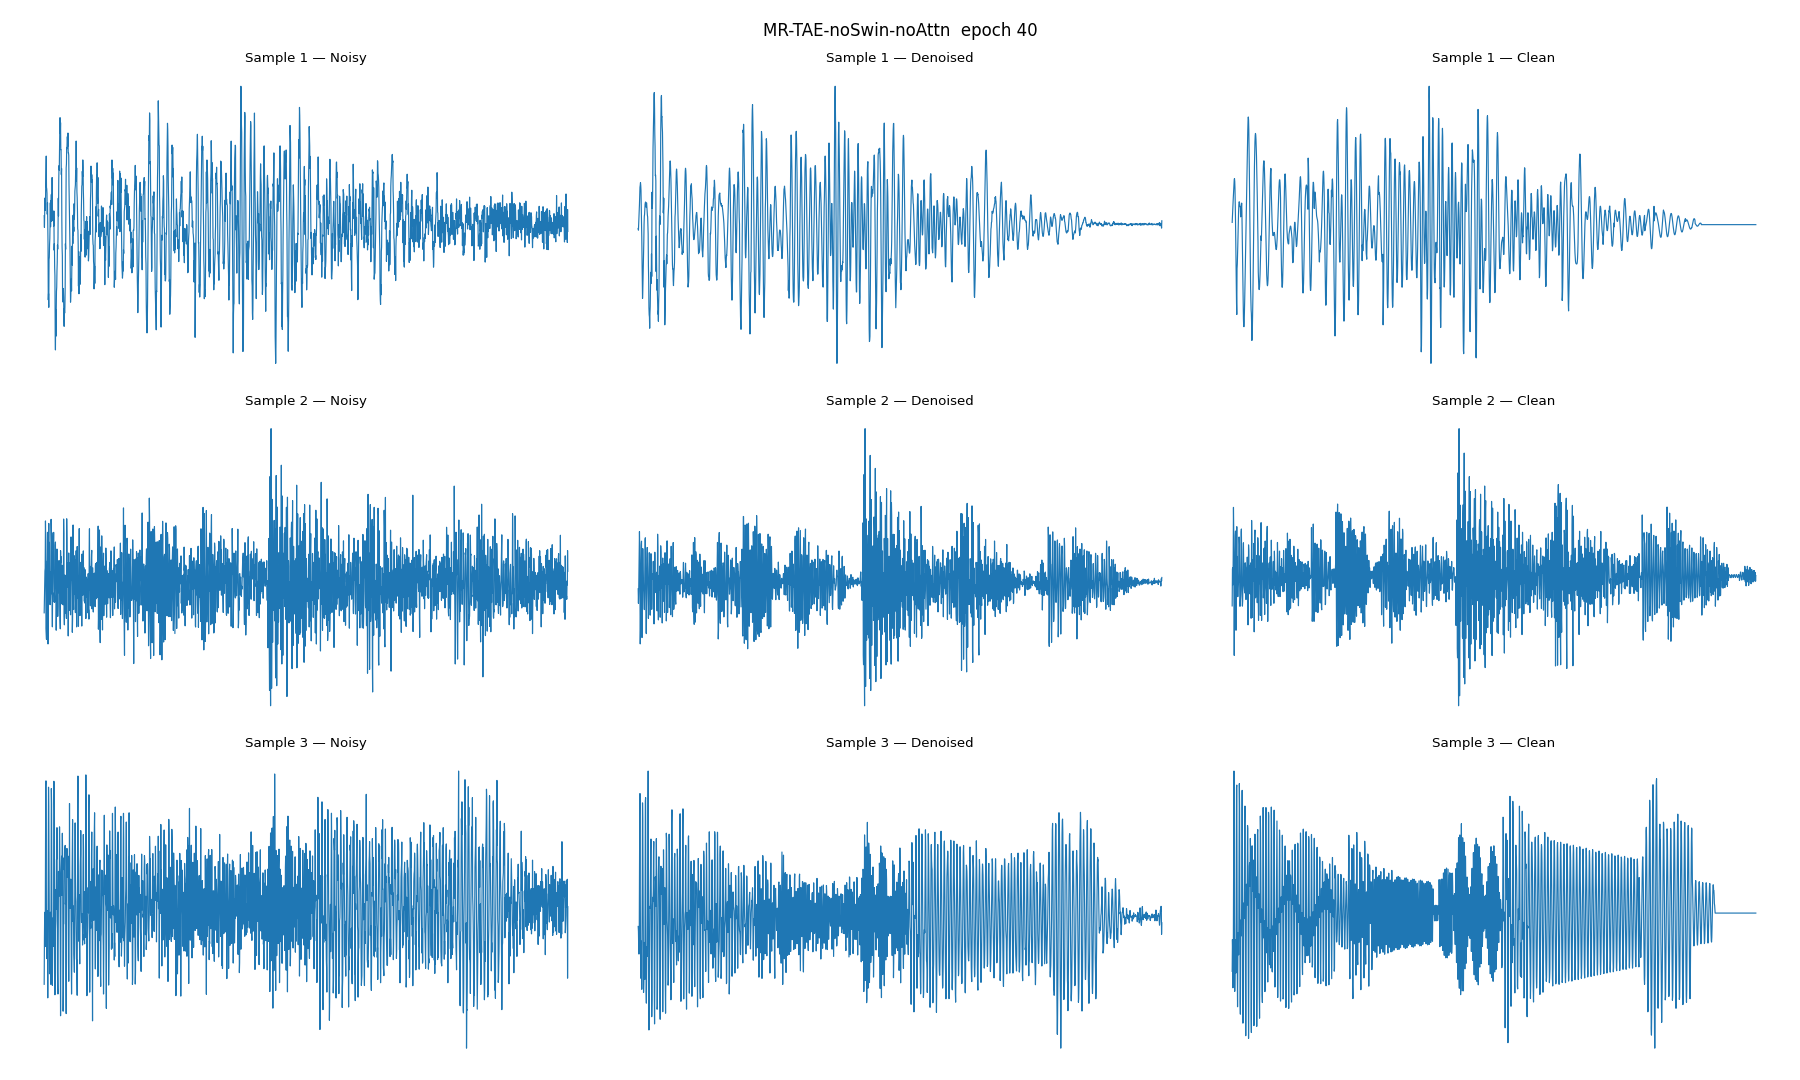 MR-TAE-noSwin-noAttn  epoch 40
Sample 1 — Noisy
Sample 1 — Denoised
Sample 1 — Clean
Sample 2 — Noisy
Sample 2 — Denoised
Sample 2 — Clean
Sample 3 — Noisy
Sample 3 — Denoised
Sample 3 — Clean